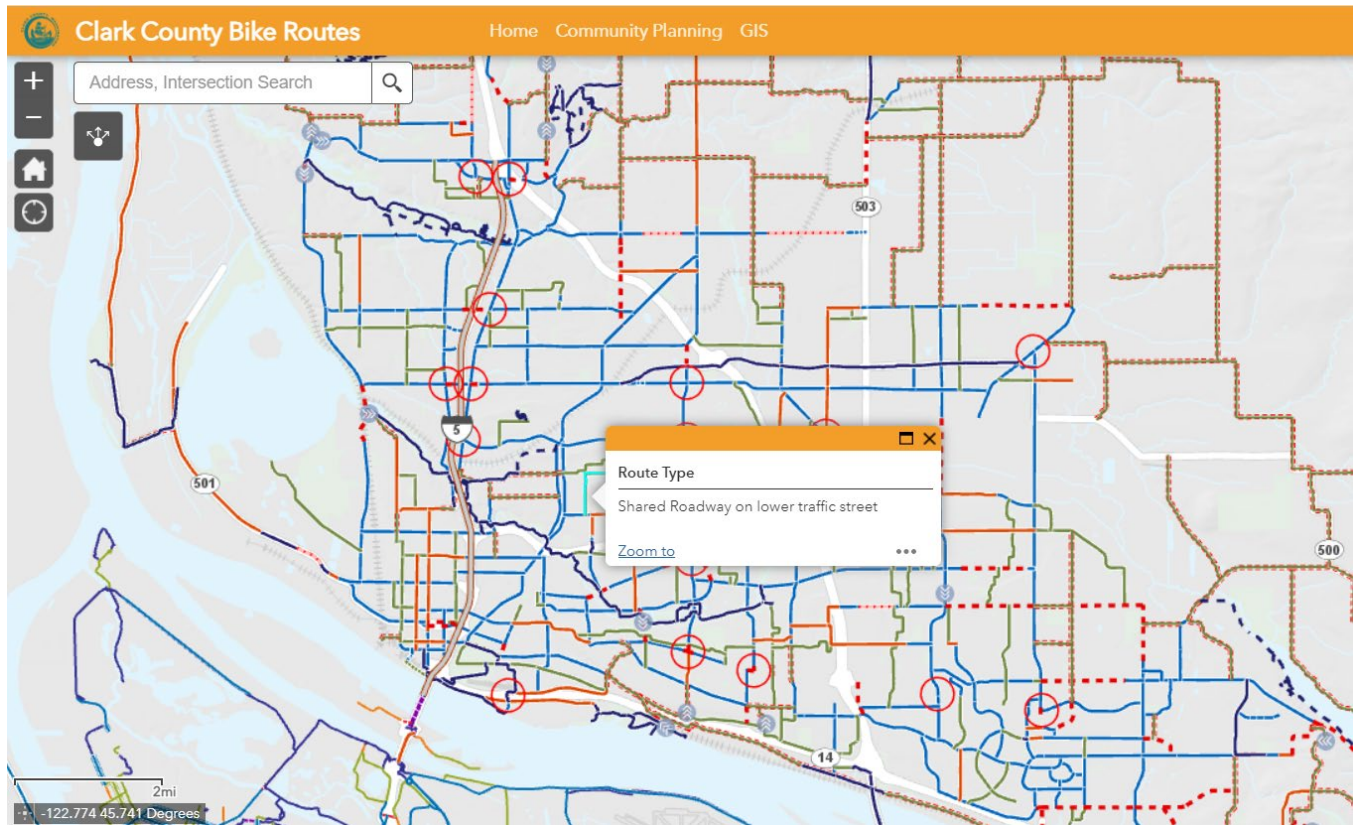 Clark County Bike Routes
Home Community Planning GIS
+
Address, Intersection Search
−
503
5
501
Route Type
Shared Roadway on lower traffic street
Zoom to
500
14
2mi
-122.774 45.741 Degrees